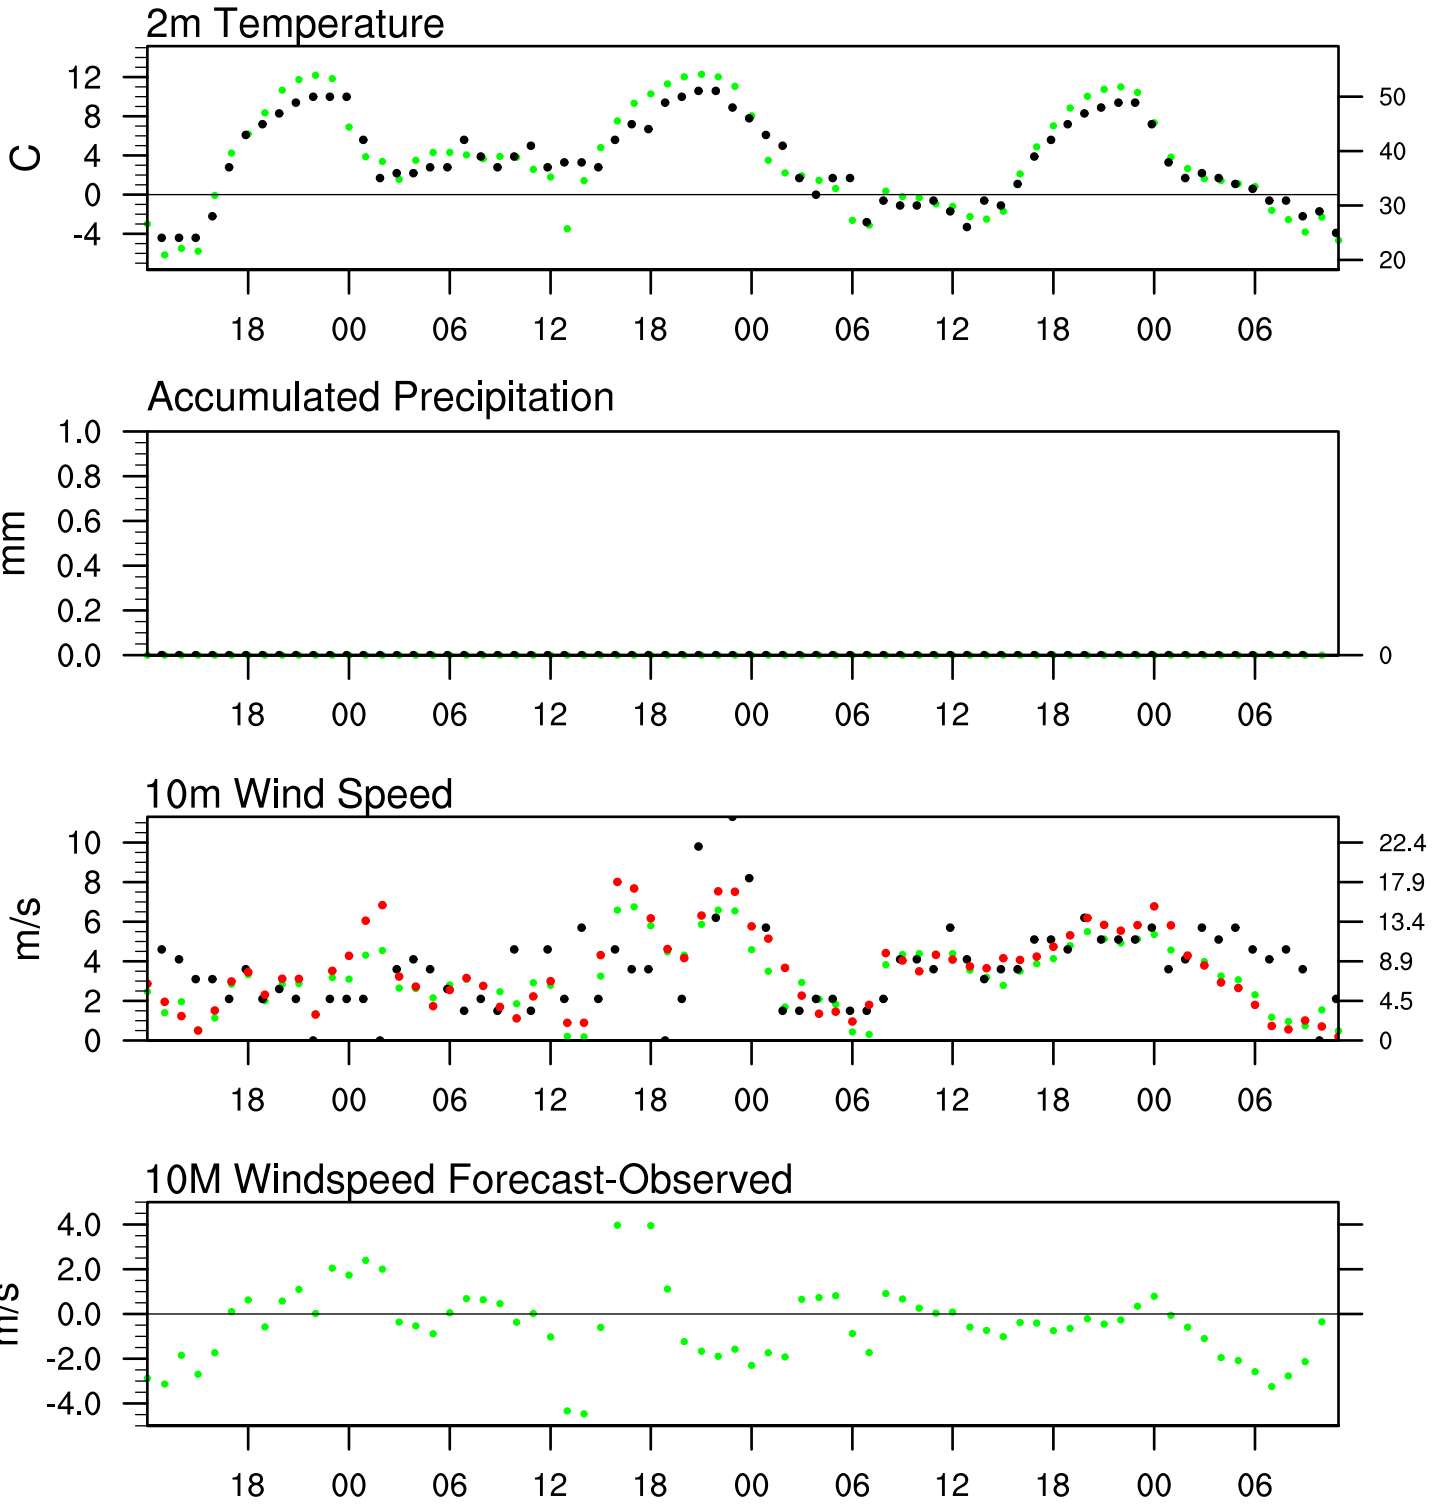 2m Temperature
12
8
4
0
-4
C
50
40
30
20
18 00 06 12 18 00 06 12 18 00 06
Accumulated Precipitation
1.0
0.8
0.6
0.4
0.2
0.0
mm
0
18 00 06 12 18 00 06 12 18 00 06
10m Wind Speed
10
8
6
4
2
0
m/s
22.4
17.9
13.4
8.9
4.5
0
18 00 06 12 18 00 06 12 18 00 06
10M Windspeed Forecast-Observed
4.0
2.0
0.0
-2.0
-4.0
m/s
18 00 06 12 18 00 06 12 18 00 06